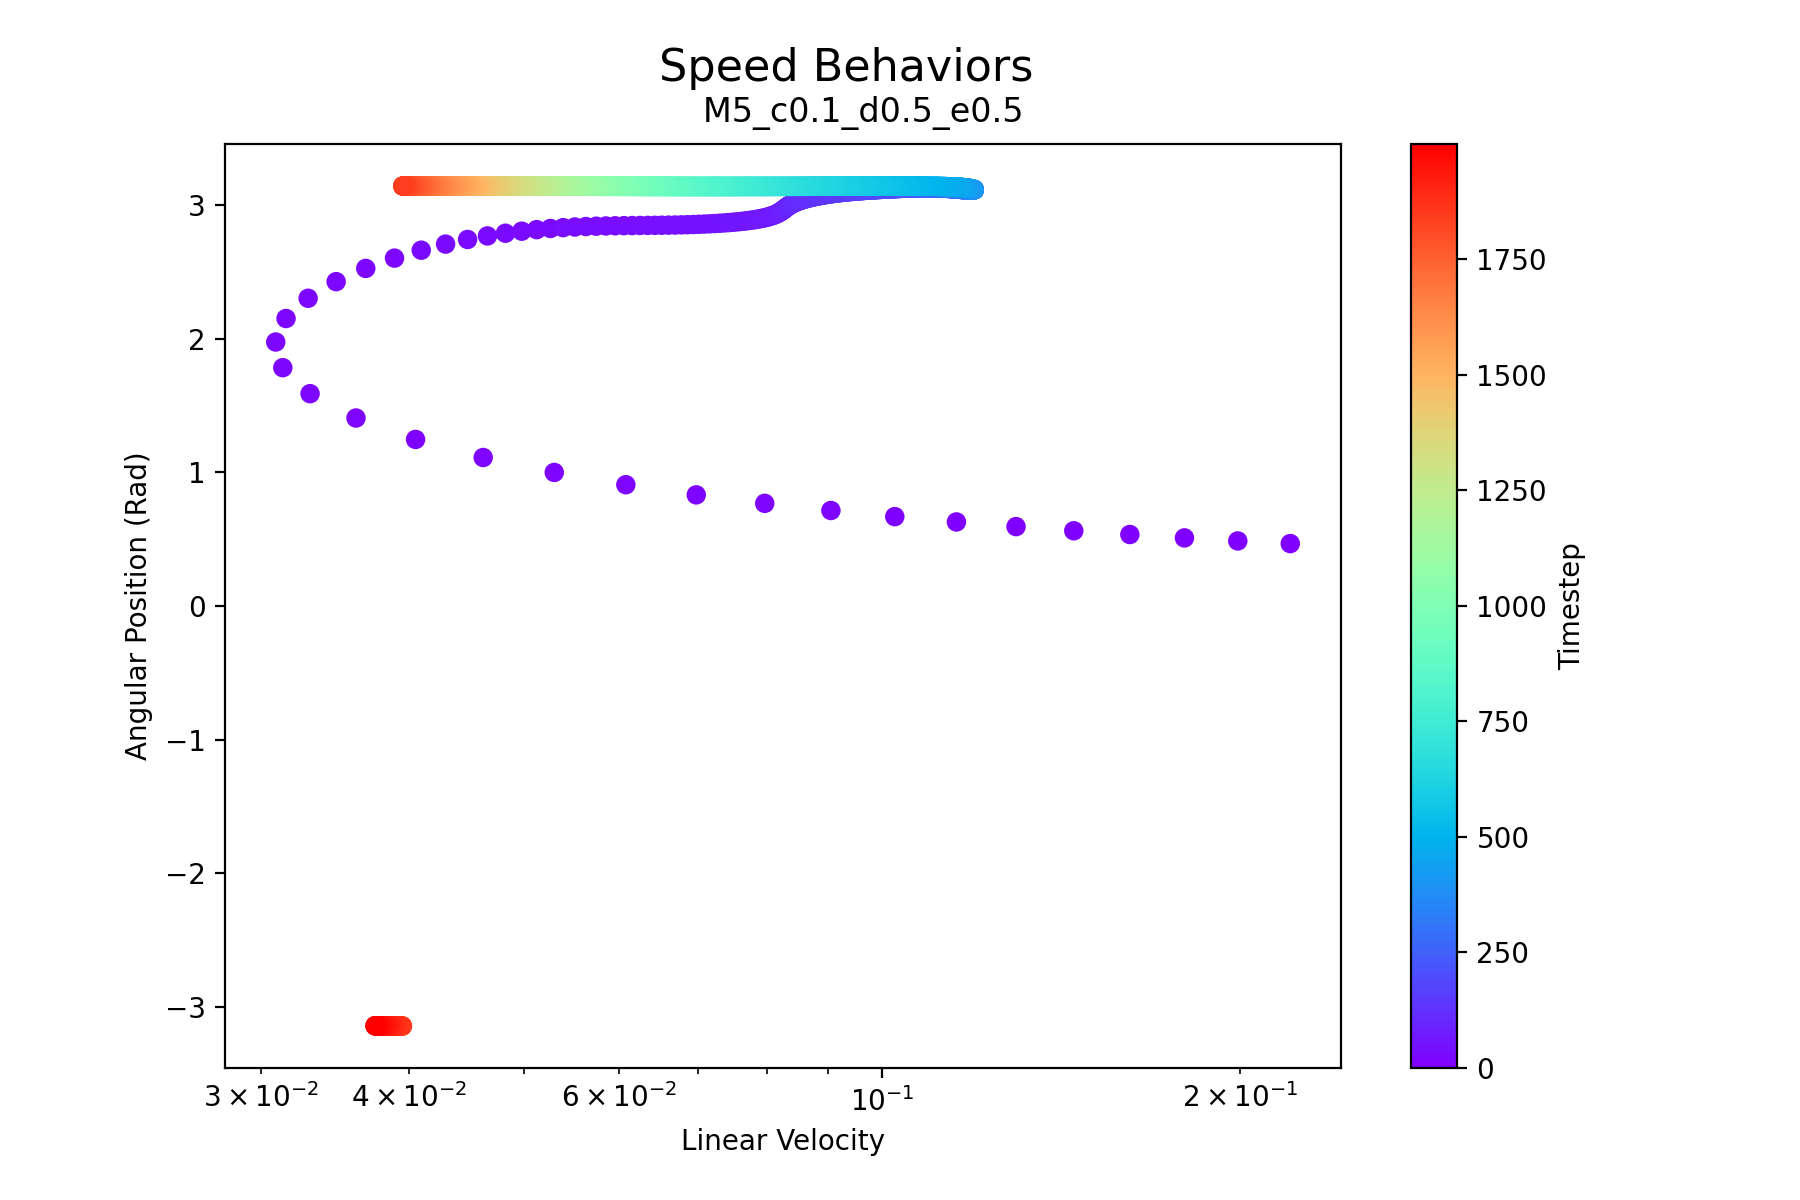 Speed Behaviors
M5_c0.1_d0.5_e0.5
3
2
1
0
−1
−2
−3
Angular Position (Rad)
3 × 10⁻² 4 × 10⁻² 6 × 10⁻² 10⁻¹ 2 × 10⁻¹
Linear Velocity
1750
1500
1250
1000
750
500
250
0
Timestep